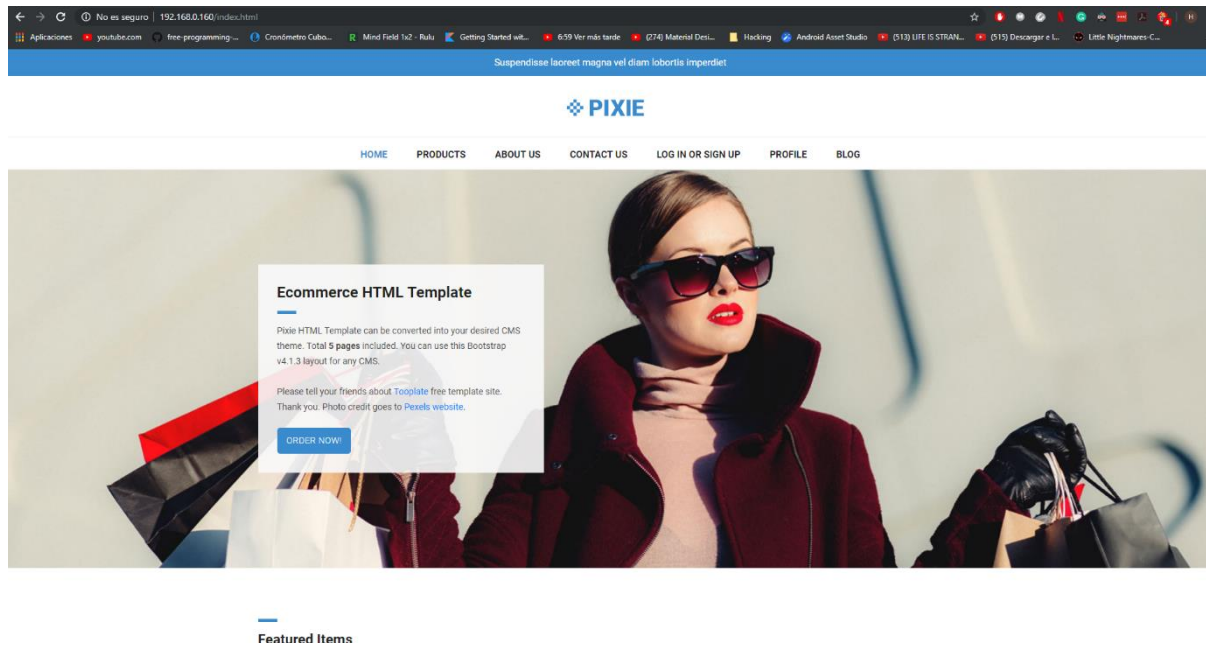 No es seguro | 192.168.0.160/index.html
Aplicaciones youtube.com free-programming-... Cronómetro Cubo... Mind Field 1x2 - Rulu Getting Started wit... 6:59 Ver más tarde (274) Material Desi... Hacking Android Asset Studio (513) LIFE IS STRAN... (515) Descargar e L... Little Nightmares-C...
Suspendisse laoreet magna vel diam lobortis imperdiet
PIXIE
HOME PRODUCTS ABOUT US CONTACT US LOG IN OR SIGN UP PROFILE BLOG
Ecommerce HTML Template
Pixie HTML Template can be converted into your desired CMS
theme. Total 5 pages included. You can use this Bootstrap
v4.1.3 layout for any CMS.
Please tell your friends about Tooplate free template site.
Thank you. Photo credit goes to Pexels website.
ORDER NOW!
Featured Items